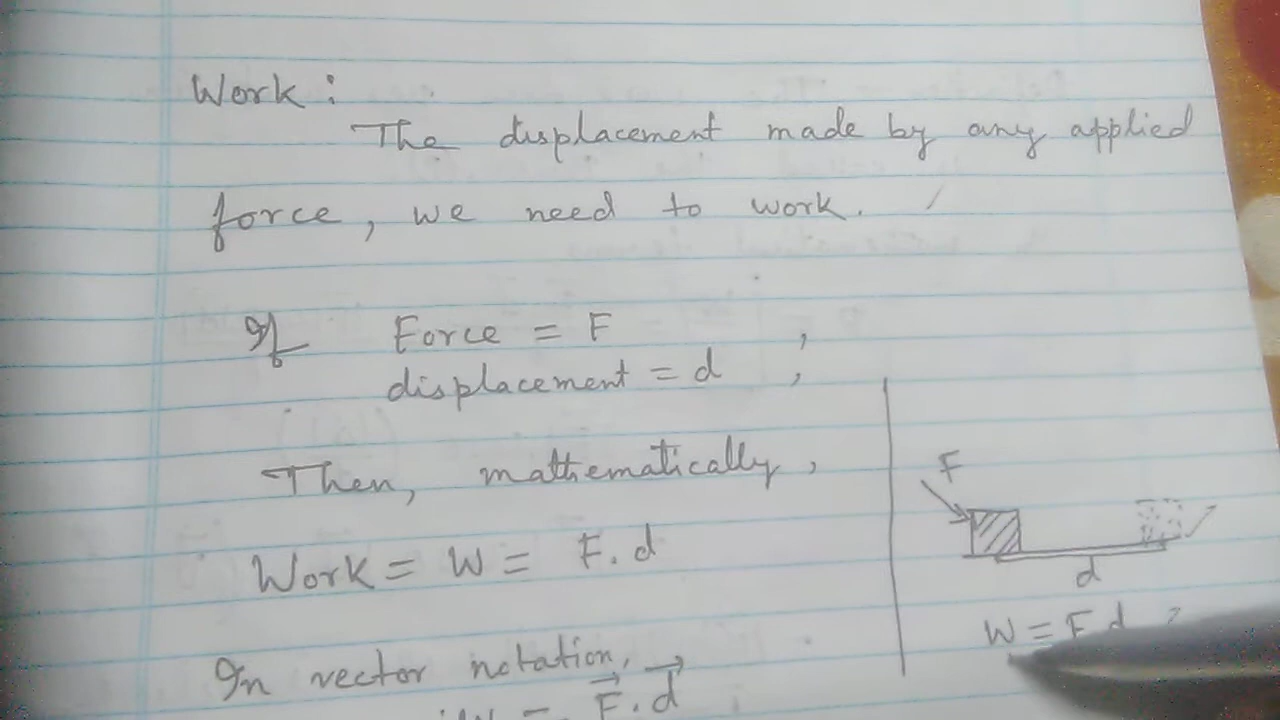 Work :
The displacement made by any applied
force, we need to work.
If Force = F ,
displacement = d ,
Then, mathematically,
Work = W = F.d
In vector notation,
W = F⃗.d⃗
F
d
W = F d